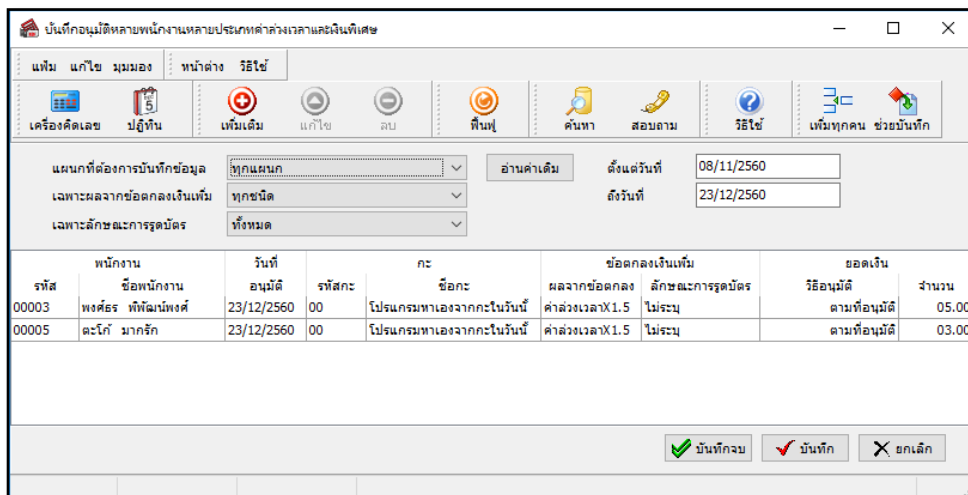 บันทึกอนุมัติหลายพนักงานหลายประเภทค่าล่วงเวลาและเงินพิเศษ
แฟ้ม แก้ไข มุมมอง หน้าต่าง วิธีใช้
เครื่องคิดเลข ปฏิทิน เพิ่มเติม แก้ไข ลบ ฟื้นฟู ค้นหา สอบถาม วิธีใช้ เพิ่มทุกคน ช่วยบันทึก
แผนกที่ต้องการบันทึกข้อมูล ทุกแผนก อ่านค่าเดิม ตั้งแต่วันที่ 08/11/2560
เฉพาะผลจากข้อตกลงเงินเพิ่ม ทุกชนิด ถึงวันที่ 23/12/2560
เฉพาะลักษณะการรูดบัตร ทั้งหมด
พนักงาน วันที่ กะ ข้อตกลงเงินเพิ่ม ยอดเงิน
รหัส ชื่อพนักงาน อนุมัติ รหัสกะ ชื่อกะ ผลจากข้อตกลง ลักษณะการรูดบัตร วิธีอนุมัติ จำนวน
00003 พงศ์ธร พิพัฒน์พงศ์ 23/12/2560 00 โปรแกรมหาเองจากกะในวันนี้ ค่าล่วงเวลาX1.5 ไม่ระบุ ตามที่อนุมัติ 05.00
00005 ตะโก้ มากรัก 23/12/2560 00 โปรแกรมหาเองจากกะในวันนี้ ค่าล่วงเวลาX1.5 ไม่ระบุ ตามที่อนุมัติ 03.00
บันทึกจบ บันทึก ยกเลิก